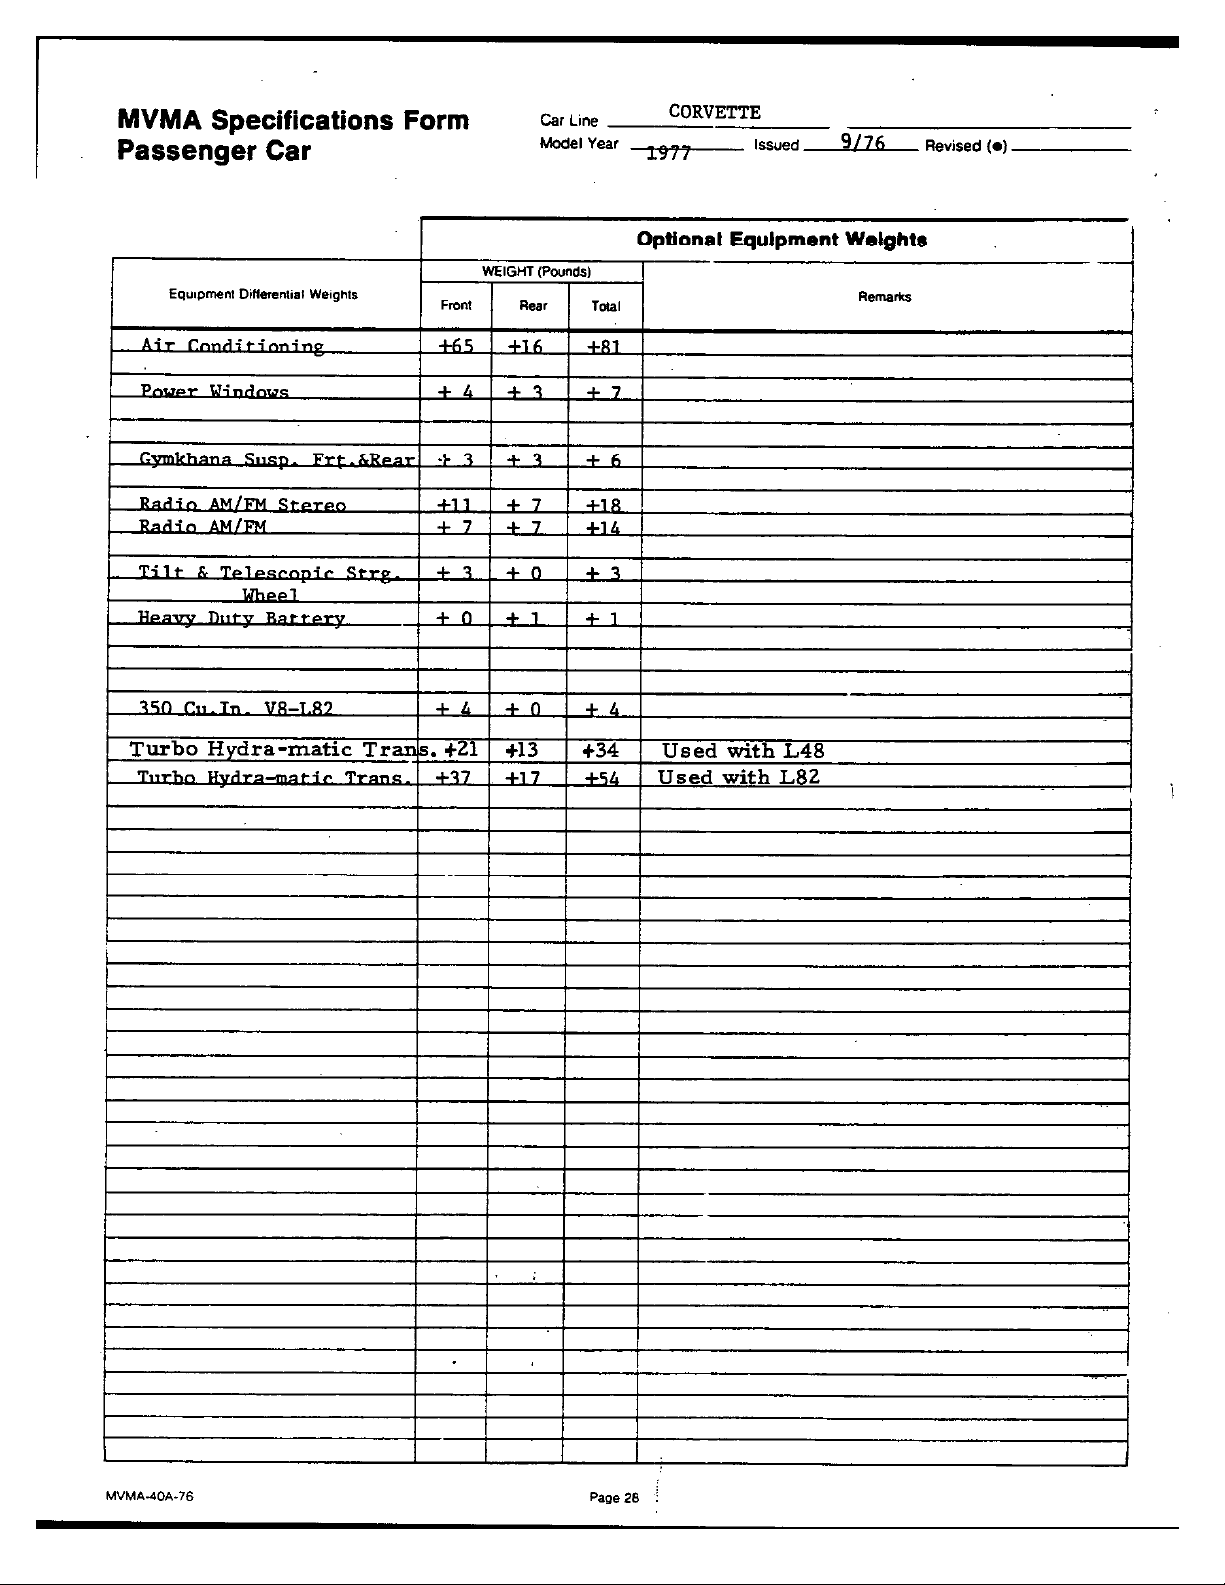 MVMA Specifications Form
Passenger Car
Car Line CORVETTE
Model Year 1977 Issued 9/76 Revised (●)
Optional Equipment Weights
Equipment Differential Weights
WEIGHT (Pounds)
Front Rear Total
Remarks
Air Conditioning +65 +16 +81
Power Windows + 4 + 3 + 7
Gymkhana Susp. Frt.&Rear + 3 + 3 + 6
Radio AM/FM Stereo +11 + 7 +18
Radio AM/FM + 7 + 7 +14
Tilt & Telescopic Strg. + 3 + 0 + 3
Wheel
Heavy Duty Battery + 0 + 1 + 1
350 Cu.In. V8-L82 + 4 + 0 + 4
Turbo Hydra-matic Trans. +21 +13 +34 Used with L48
Turbo Hydra-matic Trans. +37 +17 +54 Used with L82
MVMA-40A-76
Page 28